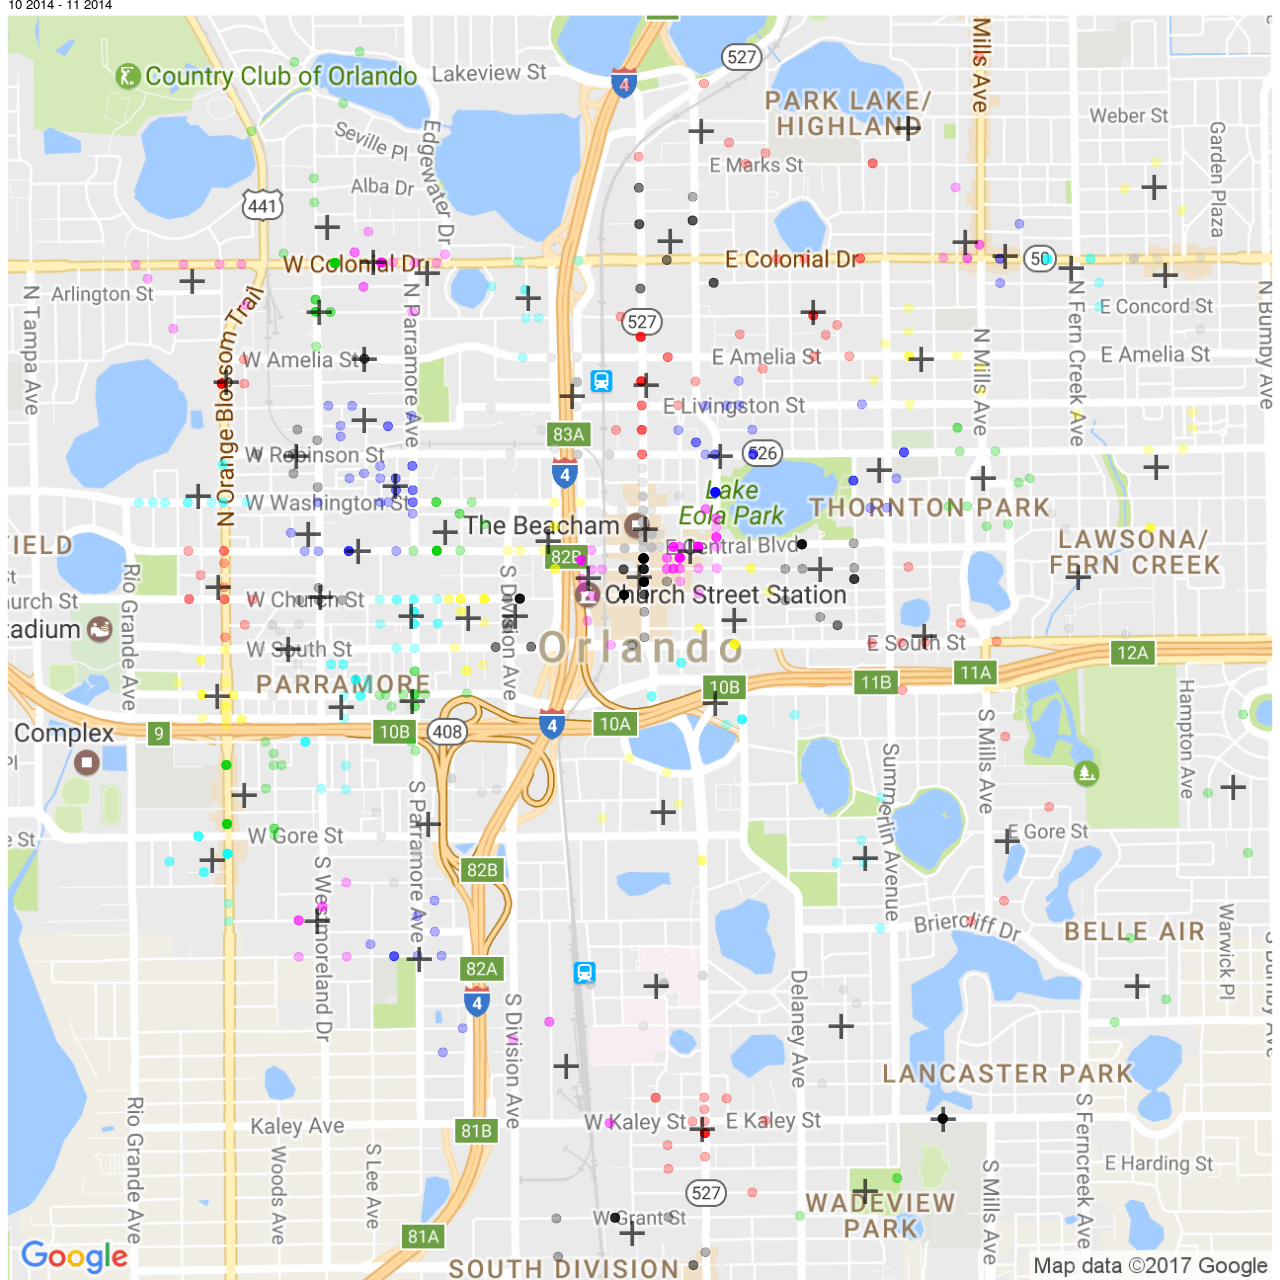 10 2014 - 11 2014
Country Club of Orlando
Lakeview St
4
527
Mills Ave
PARK LAKE/
HIGHLAND
Weber St
Garden Plaza
Seville Pl
Edgewater Dr
E Marks St
Alba Dr
441
W Colonial Dr
E Colonial Dr
50
Arlington St
N Tampa Ave
N Orange Blossom Trail
N Parramore Ave
527
N Fern Creek Ave
E Concord St
N Bumby Ave
W Amelia St
E Amelia St
N Mills Ave
E Amelia St
E Livingston St
83A
W Robinson St
526
4
W Washington St
Lake
Eola Park
THORNTON PARK
The Beacham
FIELD
82B
E Central Blvd
LAWSONA/
FERN CREEK
Rio Grande Ave
S Division Ave
Church Street Station
W Church St
urch St
tadium
W South St
Orlando
E South St
12A
11A
11B
PARRAMORE
10B
Hampton Ave
Complex
9
10B
408
4
10A
S Mills Ave
Summerlin Avenue
Pl
S Parramore Ave
W Gore St
E Gore St
e St
82B
S Westmoreland Dr
Briercliff Dr
BELLE AIR
Warwick Pl
S Bumby Ave
82A
4
Delaney Ave
S Division Ave
LANCASTER PARK
Rio Grande Ave
Kaley Ave
81B
W Kaley St
E Kaley St
S Ferncreek Ave
Woods Ave
S Lee Ave
S Mills Ave
E Harding St
527
WADEVIEW
PARK
W Grant St
81A
SOUTH DIVISION
Google
Map data ©2017 Google